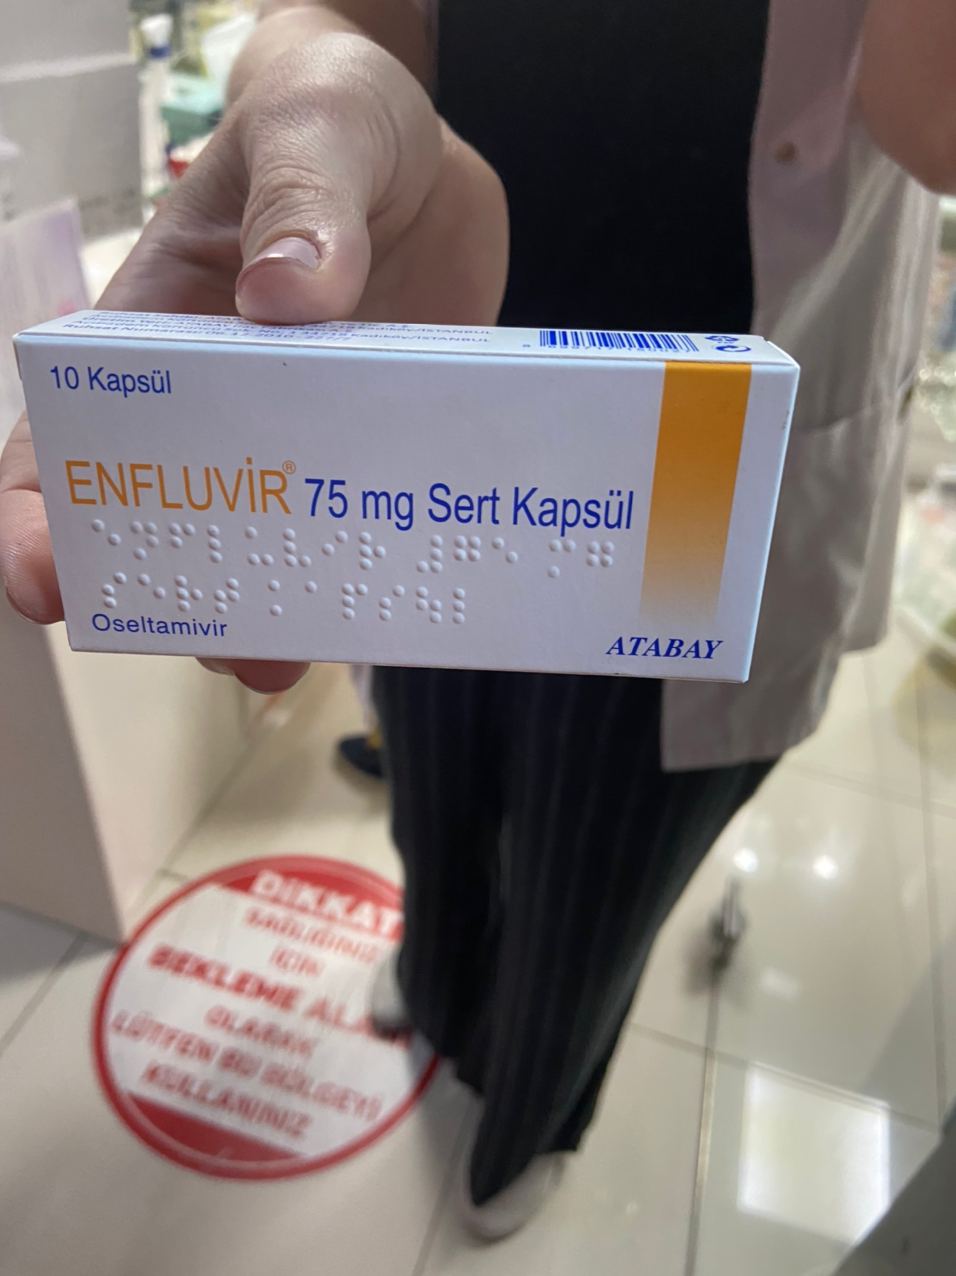 10 Kapsül
ENFLUVİR® 75 mg Sert Kapsül
Oseltamivir
ATABAY
DİKKAT
SAĞLIĞINIZ
İÇİN
BEKLEME
OLARAK
LÜTFEN BU BÖLGEYİ
KULLANINIZ